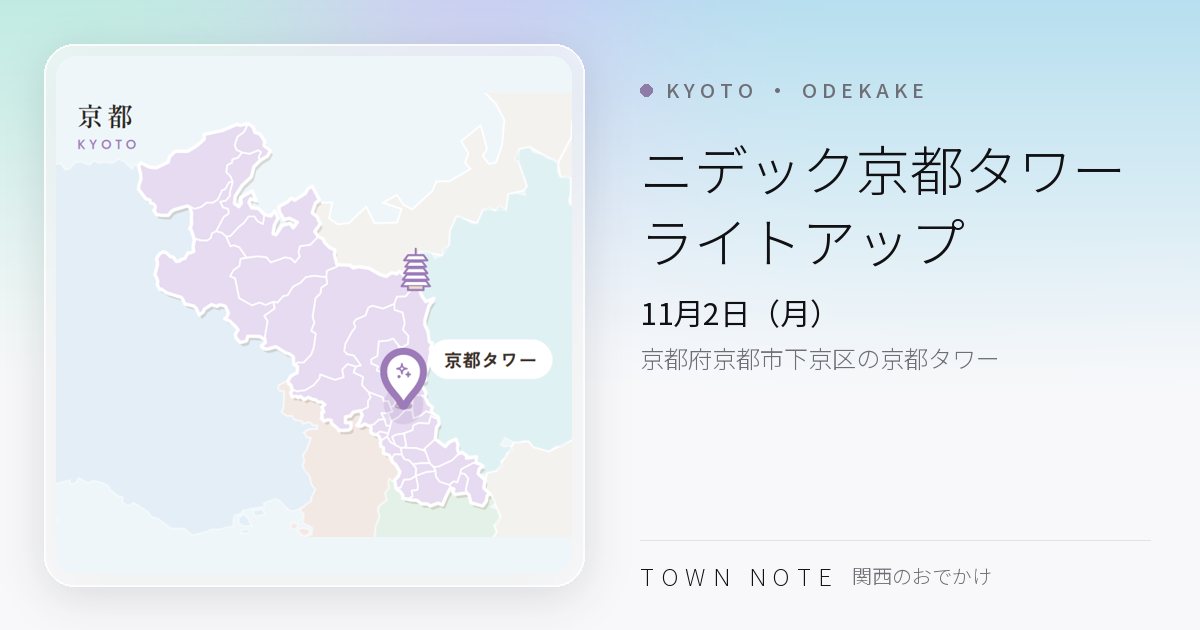 京都
KYOTO
京都タワー
KYOTO • ODEKAKE
ニデック京都タワー
ライトアップ
11月2日（月）
京都府京都市下京区の京都タワー
TOWN NOTE 関西のおでかけ